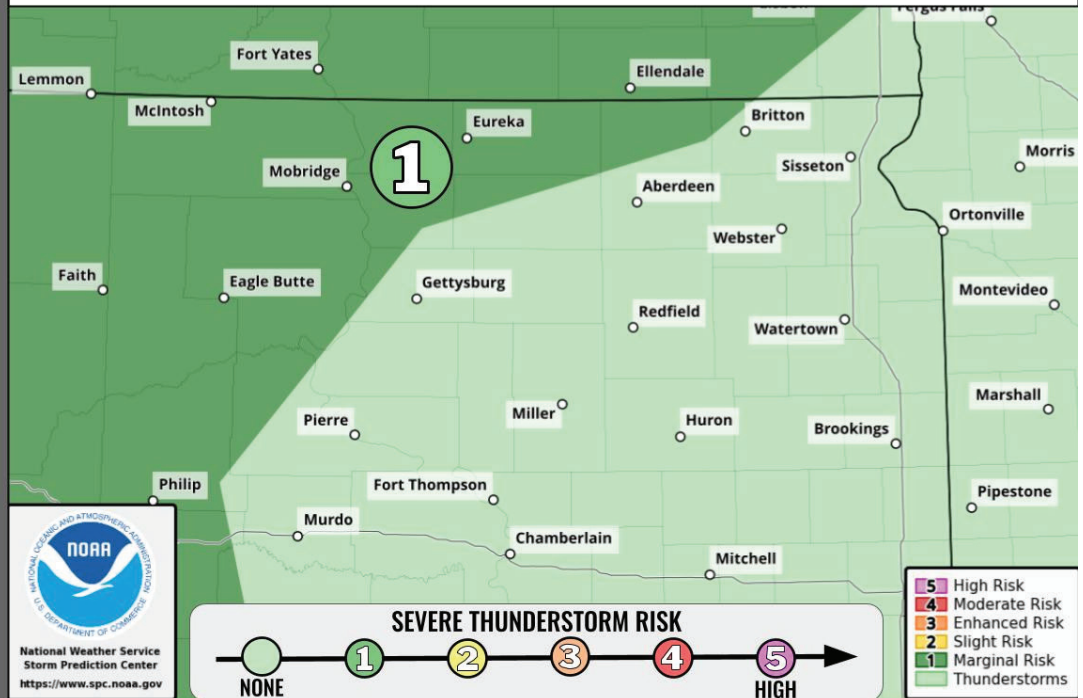 Fergus Falls
Fort Yates
Lemmon
Ellendale
McIntosh
Eureka
Britton
Mobridge
Sisseton
Morris
Aberdeen
Ortonville
Webster
Faith
Eagle Butte
Gettysburg
Montevideo
Redfield
Watertown
Marshall
Miller
Pierre
Huron
Brookings
Philip
Fort Thompson
Pipestone
Murdo
Chamberlain
Mitchell
1
NATIONAL OCEANIC AND ATMOSPHERIC ADMINISTRATION
NOAA
U.S. DEPARTMENT OF COMMERCE
National Weather Service
Storm Prediction Center
https://www.spc.noaa.gov
SEVERE THUNDERSTORM RISK
1 2 3 4 5
NONE HIGH
5 High Risk
4 Moderate Risk
3 Enhanced Risk
2 Slight Risk
1 Marginal Risk
Thunderstorms